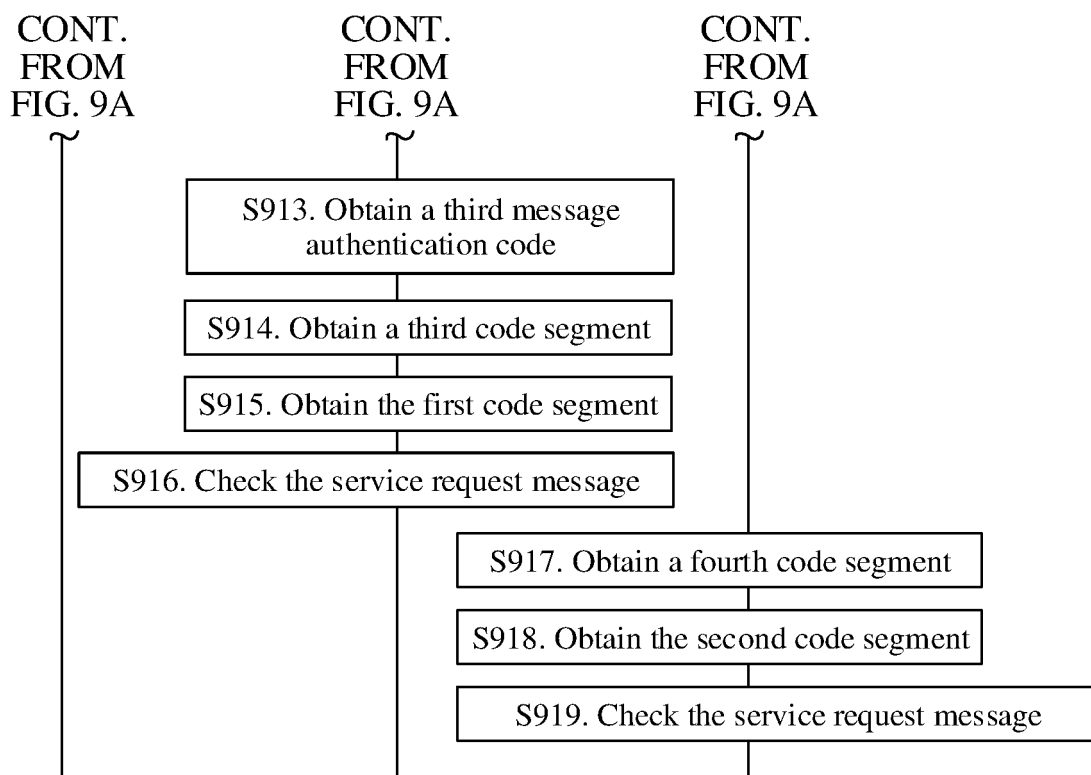 CONT.
FROM
FIG. 9A
CONT.
FROM
FIG. 9A
CONT.
FROM
FIG. 9A
S913. Obtain a third message
authentication code
S914. Obtain a third code segment
S915. Obtain the first code segment
S916. Check the service request message
S917. Obtain a fourth code segment
S918. Obtain the second code segment
S919. Check the service request message